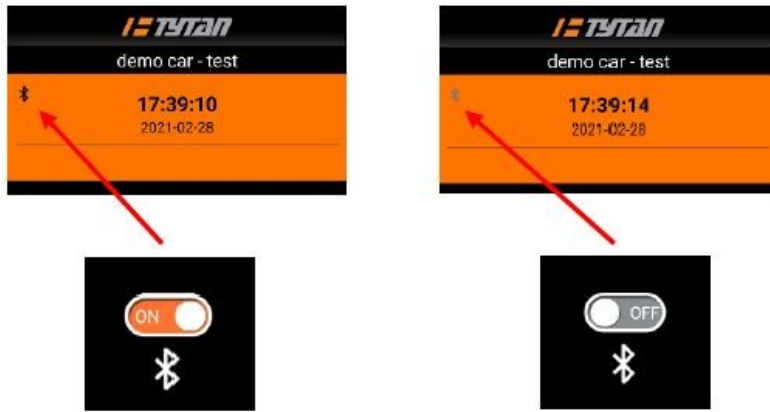 TYTAN
demo car - test
17:39:10
2021-02-28
ON
TYTAN
demo car - test
17:39:14
2021-02-28
OFF